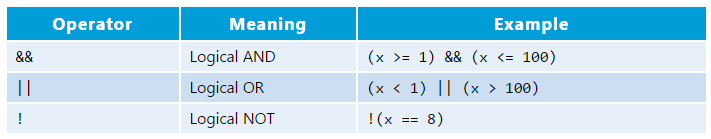 Operator Meaning Example
&& Logical AND (x >= 1) && (x <= 100)
|| Logical OR (x < 1) || (x > 100)
! Logical NOT !(x == 8)